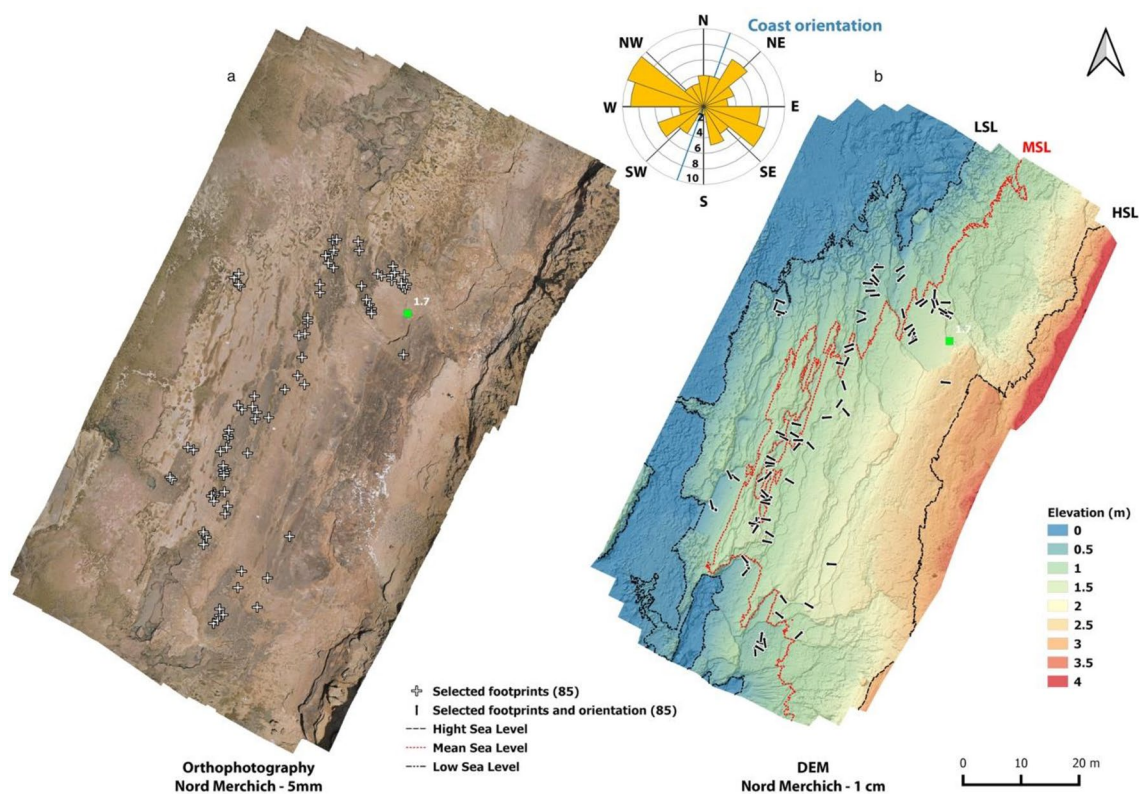 a
N
NE
E
SE
S
SW
W
NW
2
4
6
8
10
Coast orientation
b
LSL
MSL
HSL
1.7
1.7
Elevation (m)
0
0.5
1
1.5
2
2.5
3
3.5
4
Selected footprints (85)
Selected footprints and orientation (85)
Hight Sea Level
Mean Sea Level
Low Sea Level
Orthophotography
Nord Merchich - 5mm
DEM
Nord Merchich - 1 cm
0 10 20 m